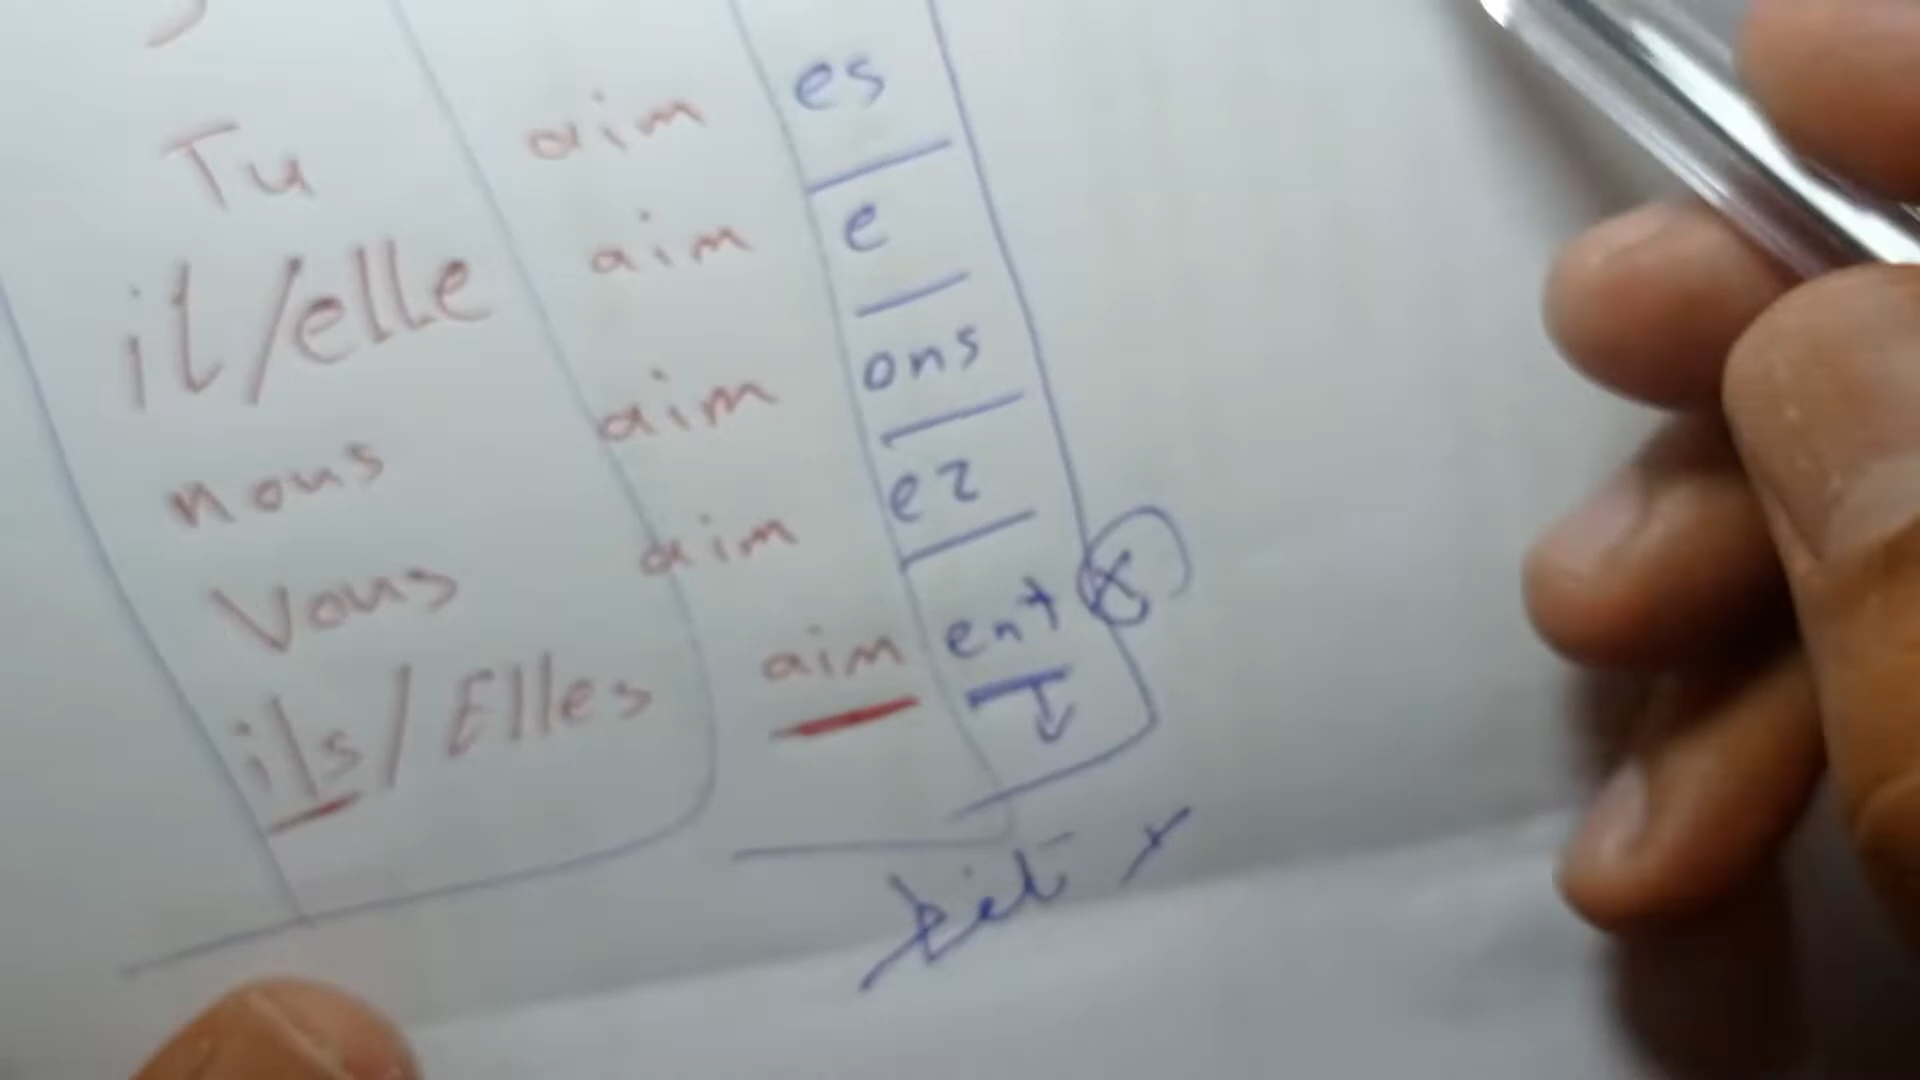 Tu aim es
il/elle aim e
nous aim ons
Vous aim ez
ils/Elles aim ent